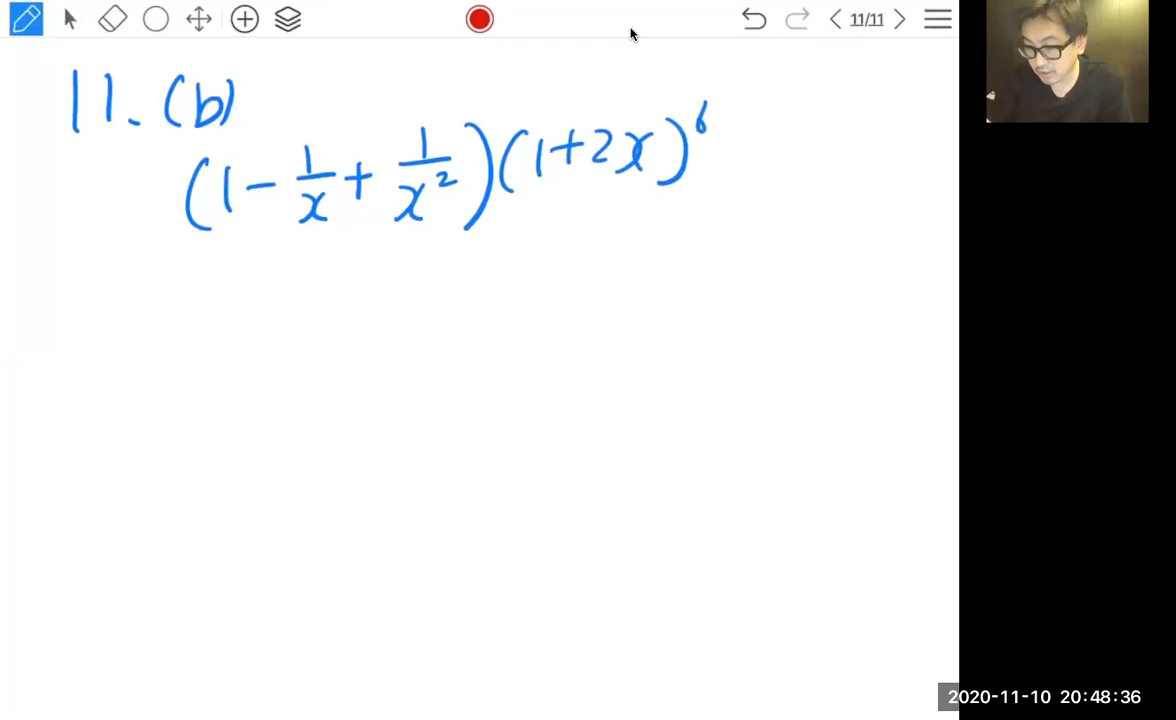 11/11
11. (b)
(1 - 1/x + 1/x²)(1+2x)⁶
2020-11-10 20:48:36